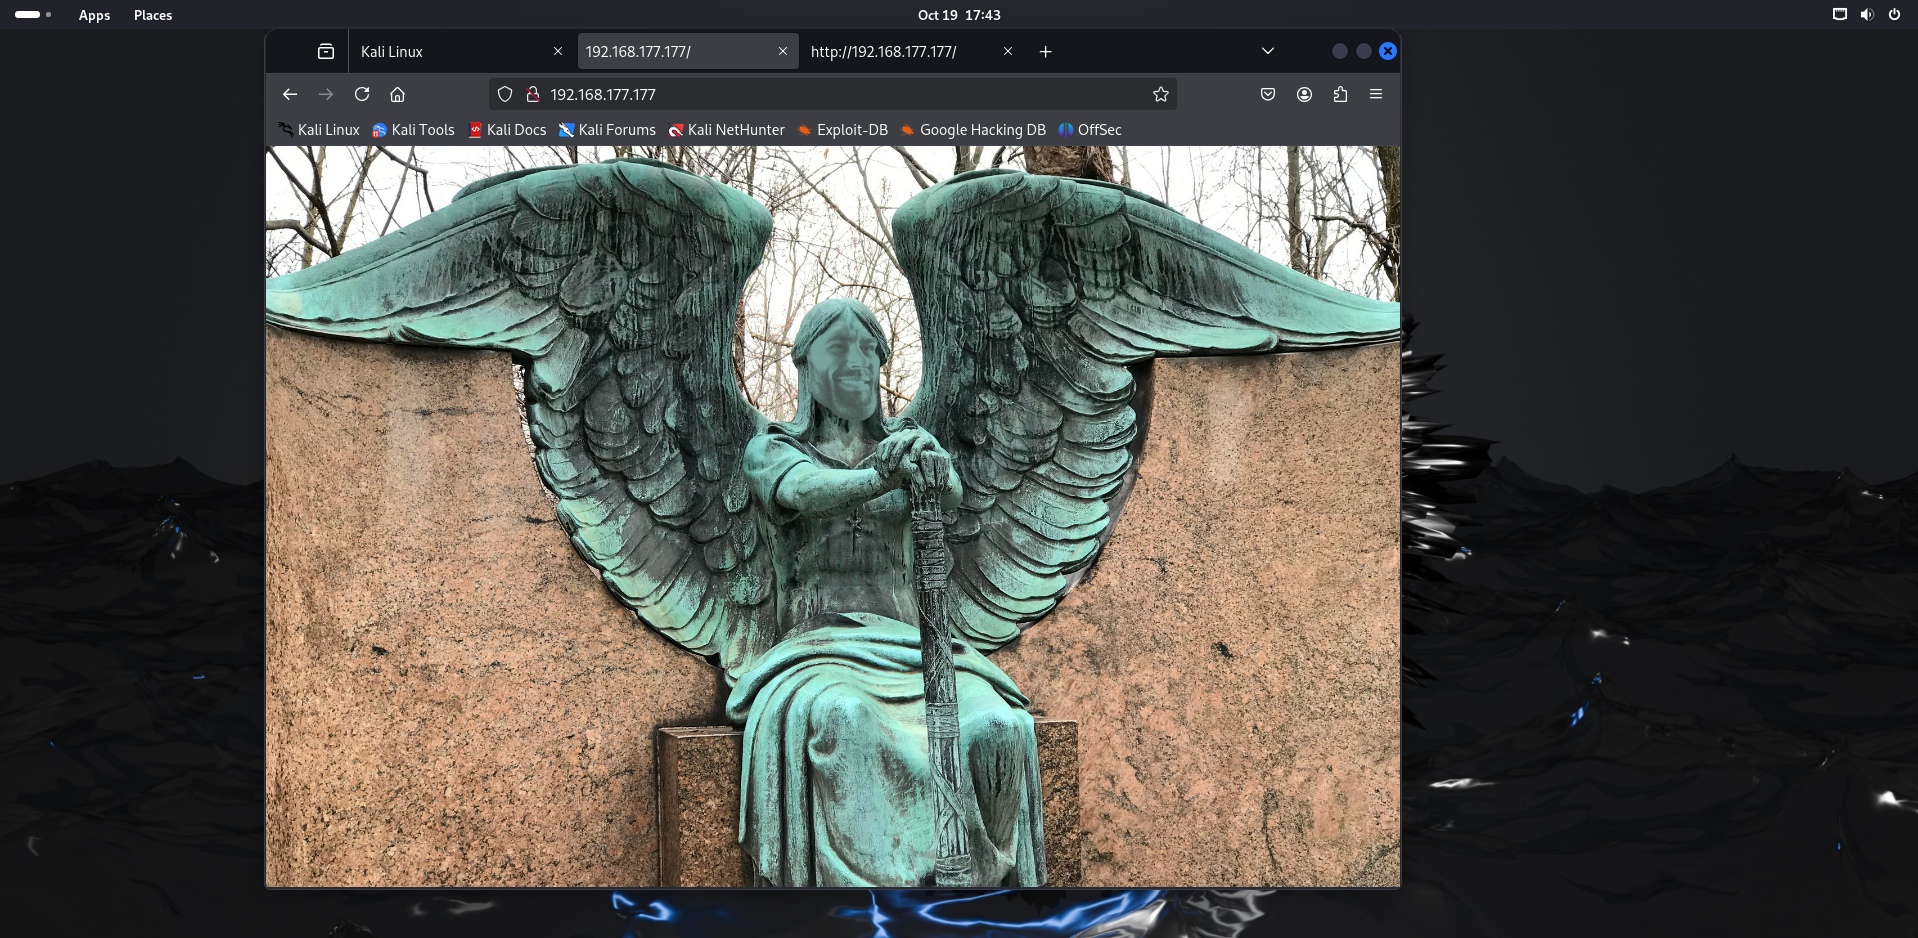 Apps Places Oct 19 17:43
Kali Linux 192.168.177.177/ http://192.168.177.177/
192.168.177.177
Kali Linux Kali Tools Kali Docs Kali Forums Kali NetHunter Exploit-DB Google Hacking DB OffSec